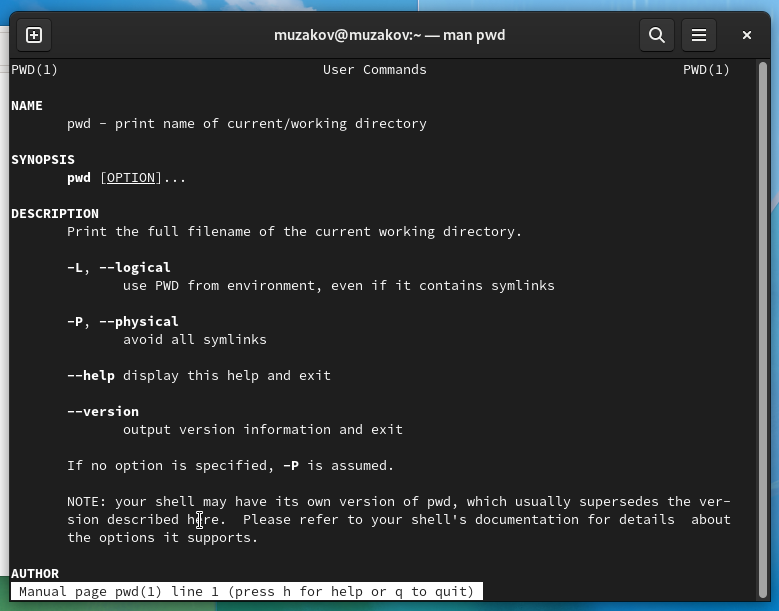 muzakov@muzakov:~ — man pwd
PWD(1) User Commands PWD(1)
NAME
pwd - print name of current/working directory
SYNOPSIS
pwd [OPTION]...
DESCRIPTION
Print the full filename of the current working directory.
-L, --logical
use PWD from environment, even if it contains symlinks
-P, --physical
avoid all symlinks
--help display this help and exit
--version
output version information and exit
If no option is specified, -P is assumed.
NOTE: your shell may have its own version of pwd, which usually supersedes the ver-
sion described here.  Please refer to your shell's documentation for details  about
the options it supports.
AUTHOR
Manual page pwd(1) line 1 (press h for help or q to quit)